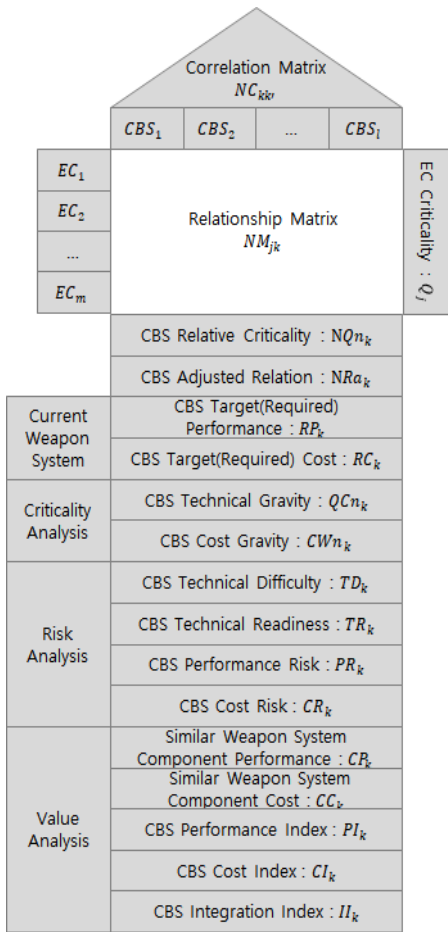 Correlation Matrix
NC_{kk'}
CBS_1 CBS_2 ... CBS_l
EC_1
EC_2
...
EC_m
Relationship Matrix
NM_{jk}
EC Criticality : Q_j
CBS Relative Criticality : NQn_k
CBS Adjusted Relation : NRa_k
Current
Weapon
System
CBS Target(Required)
Performance : RP_k
CBS Target(Required) Cost : RC_k
Criticality
Analysis
CBS Technical Gravity : QCn_k
CBS Cost Gravity : CWn_k
Risk
Analysis
CBS Technical Difficulty : TD_k
CBS Technical Readiness : TR_k
CBS Performance Risk : PR_k
CBS Cost Risk : CR_k
Value
Analysis
Similar Weapon System
Component Performance : CP_k
Similar Weapon System
Component Cost : CC_k
CBS Performance Index : PI_k
CBS Cost Index : CI_k
CBS Integration Index : II_k